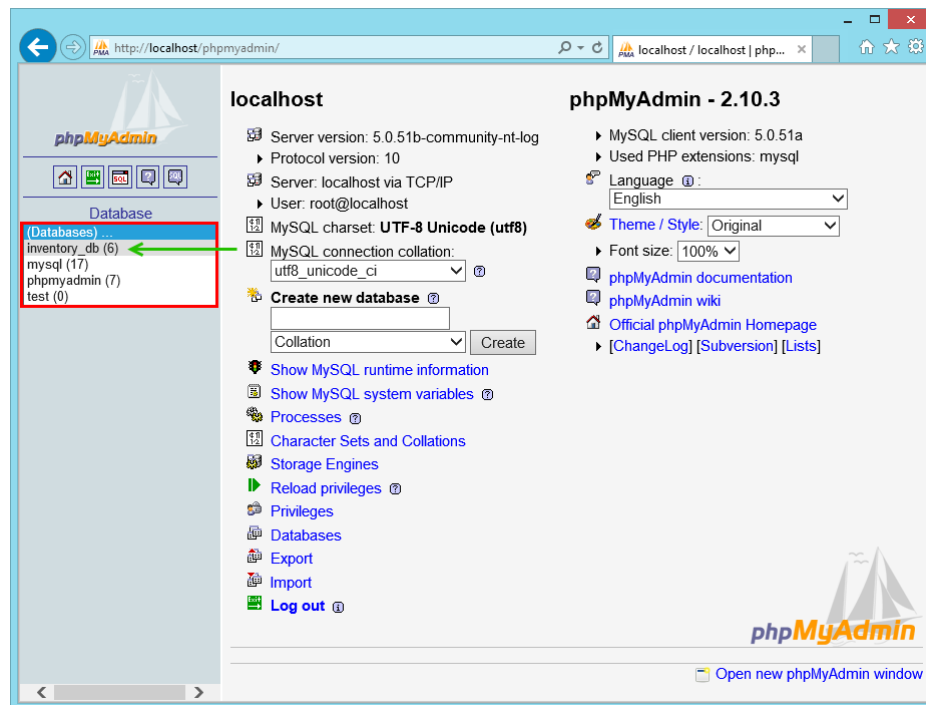 http://localhost/phpmyadmin/
localhost / localhost | php...
phpMyAdmin
Database
(Databases) ...
inventory_db (6)
mysql (17)
phpmyadmin (7)
test (0)
localhost
Server version: 5.0.51b-community-nt-log
Protocol version: 10
Server: localhost via TCP/IP
User: root@localhost
MySQL charset: UTF-8 Unicode (utf8)
MySQL connection collation:
utf8_unicode_ci
Create new database
Collation
Create
Show MySQL runtime information
Show MySQL system variables
Processes
Character Sets and Collations
Storage Engines
Reload privileges
Privileges
Databases
Export
Import
Log out
phpMyAdmin - 2.10.3
MySQL client version: 5.0.51a
Used PHP extensions: mysql
Language :
English
Theme / Style: Original
Font size: 100%
phpMyAdmin documentation
phpMyAdmin wiki
Official phpMyAdmin Homepage
[ChangeLog] [Subversion] [Lists]
phpMyAdmin
Open new phpMyAdmin window